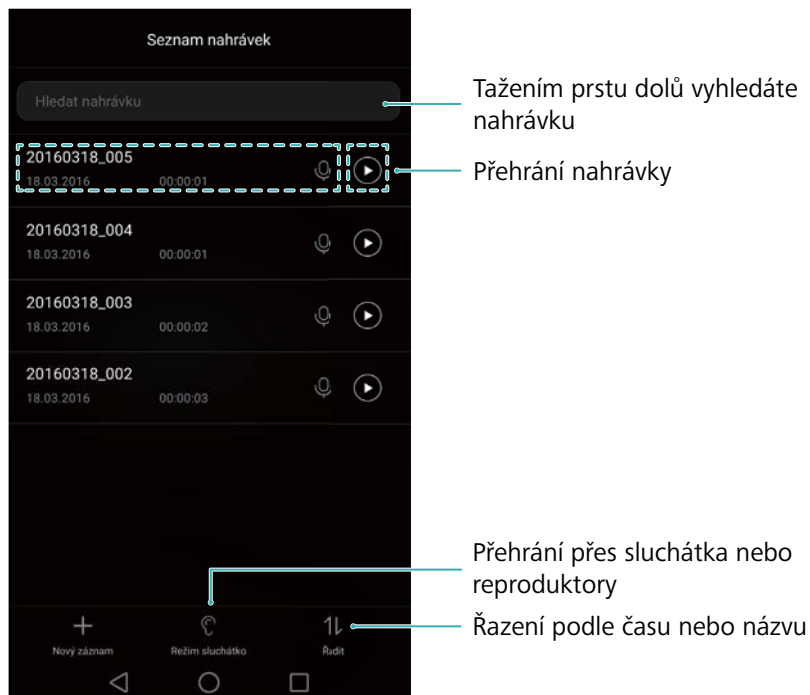 Seznam nahrávek
Hledat nahrávku
Tažením prstu dolů vyhledáte
nahrávku
20160318_005
18.03.2016 00:00:01
Přehrání nahrávky
20160318_004
18.03.2016 00:00:01
20160318_003
18.03.2016 00:00:02
20160318_002
18.03.2016 00:00:03
Přehrání přes sluchátka nebo
reproduktory
Řazení podle času nebo názvu
Nový záznam Režim sluchátko Řadit